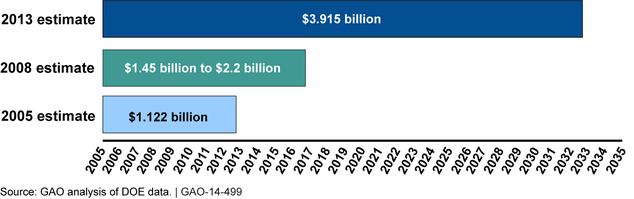 2013 estimate $3.915 billion
2008 estimate $1.45 billion to $2.2 billion
2005 estimate $1.122 billion
2005 2006 2007 2008 2009 2010 2011 2012 2013 2014 2015 2016 2017 2018 2019 2020 2021 2022 2023 2024 2025 2026 2027 2028 2029 2030 2031 2032 2033 2034 2035
Source: GAO analysis of DOE data. | GAO-14-499